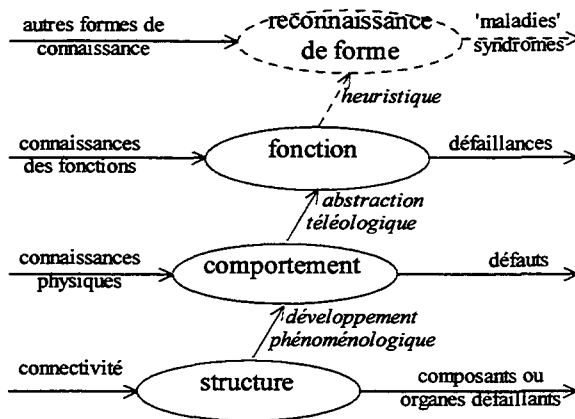 autres formes de
connaissance
reconnaissance
de forme
'maladies'
syndromes
heuristique
connaissances
des fonctions
fonction
défaillances
abstraction
téléologique
connaissances
physiques
comportement
défauts
développement
phénoménologique
connectivité
structure
composants ou
organes défaillants